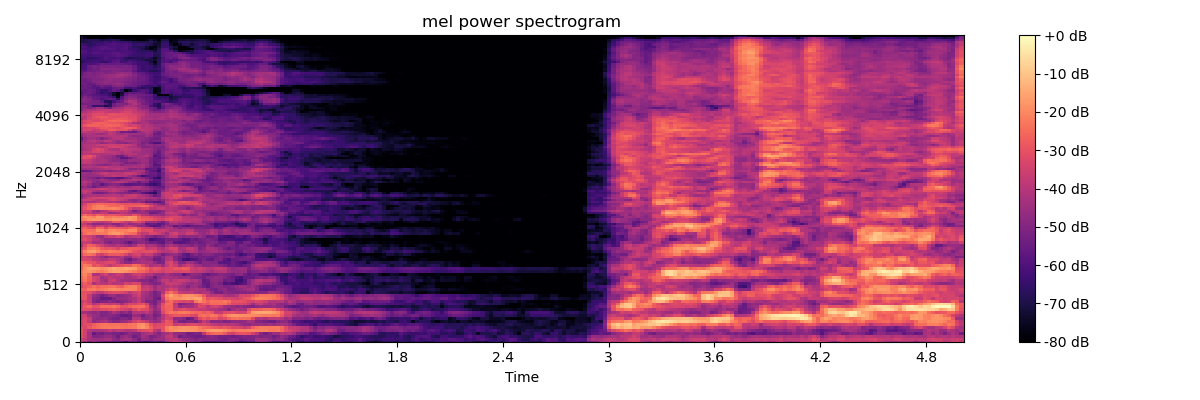 mel power spectrogram
8192
4096
2048
1024
512
0
Hz
0 0.6 1.2 1.8 2.4 3 3.6 4.2 4.8
Time
+0 dB
-10 dB
-20 dB
-30 dB
-40 dB
-50 dB
-60 dB
-70 dB
-80 dB